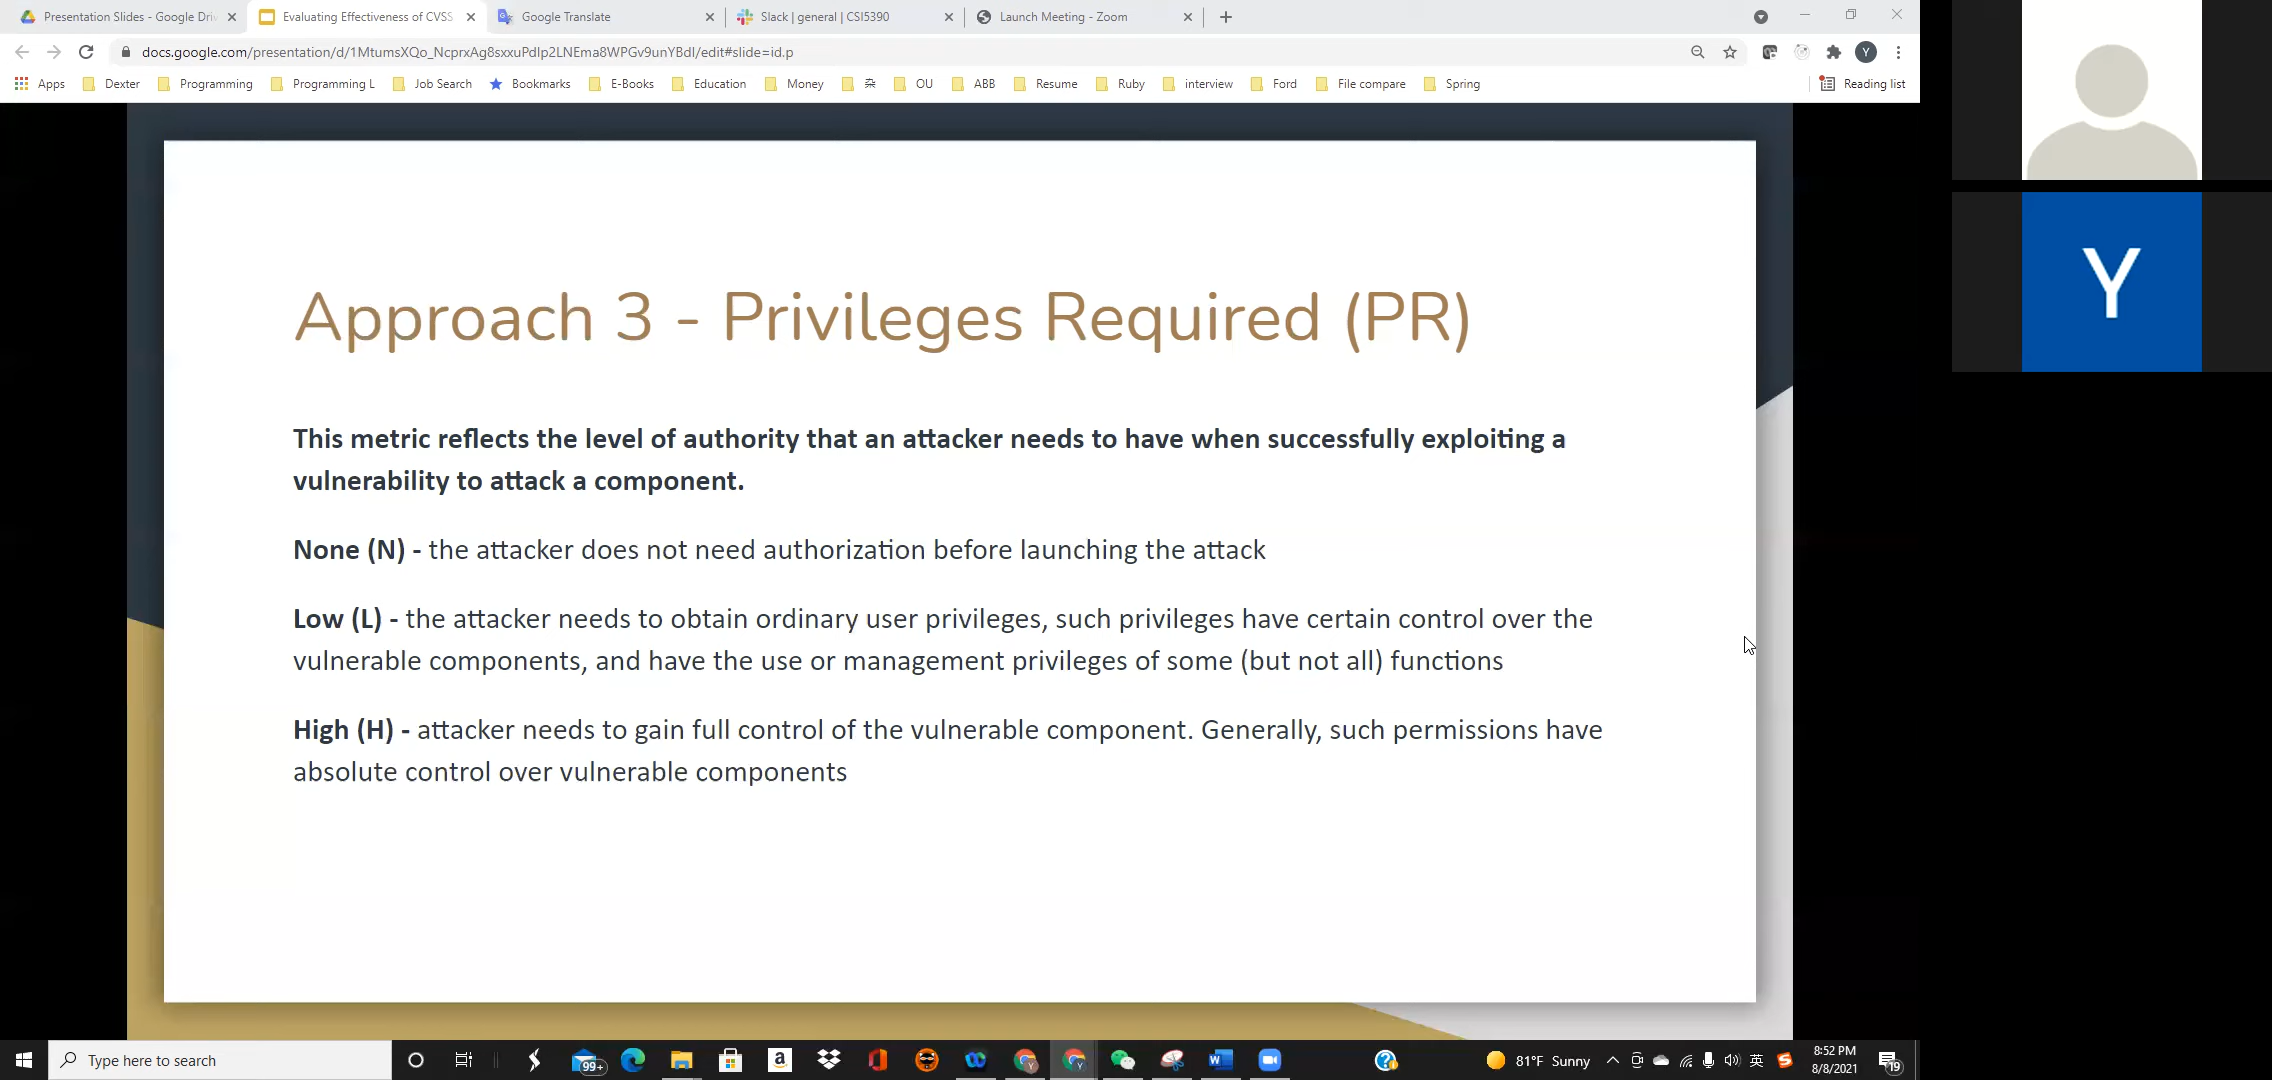 Presentation Slides - Google Driv
Evaluating Effectiveness of CVSS
Google Translate
Slack | general | CSI5390
Launch Meeting - Zoom
docs.google.com/presentation/d/1MtumsXQo_NcprxAg8sxxuPdlp2LNEma8WPGv9unYBdI/edit#slide=id.p
Y
Apps
Dexter
Programming
Programming L
Job Search
Bookmarks
E-Books
Education
Money
OU
ABB
Resume
Ruby
interview
Ford
File compare
Spring
Reading list
Y
Approach 3 - Privileges Required (PR)
This metric reflects the level of authority that an attacker needs to have when successfully exploiting a
vulnerability to attack a component.
None (N) - the attacker does not need authorization before launching the attack
Low (L) - the attacker needs to obtain ordinary user privileges, such privileges have certain control over the
vulnerable components, and have the use or management privileges of some (but not all) functions
High (H) - attacker needs to gain full control of the vulnerable component. Generally, such permissions have
absolute control over vulnerable components
Type here to search
99+
81°F Sunny
英
8:52 PM
8/8/2021
19